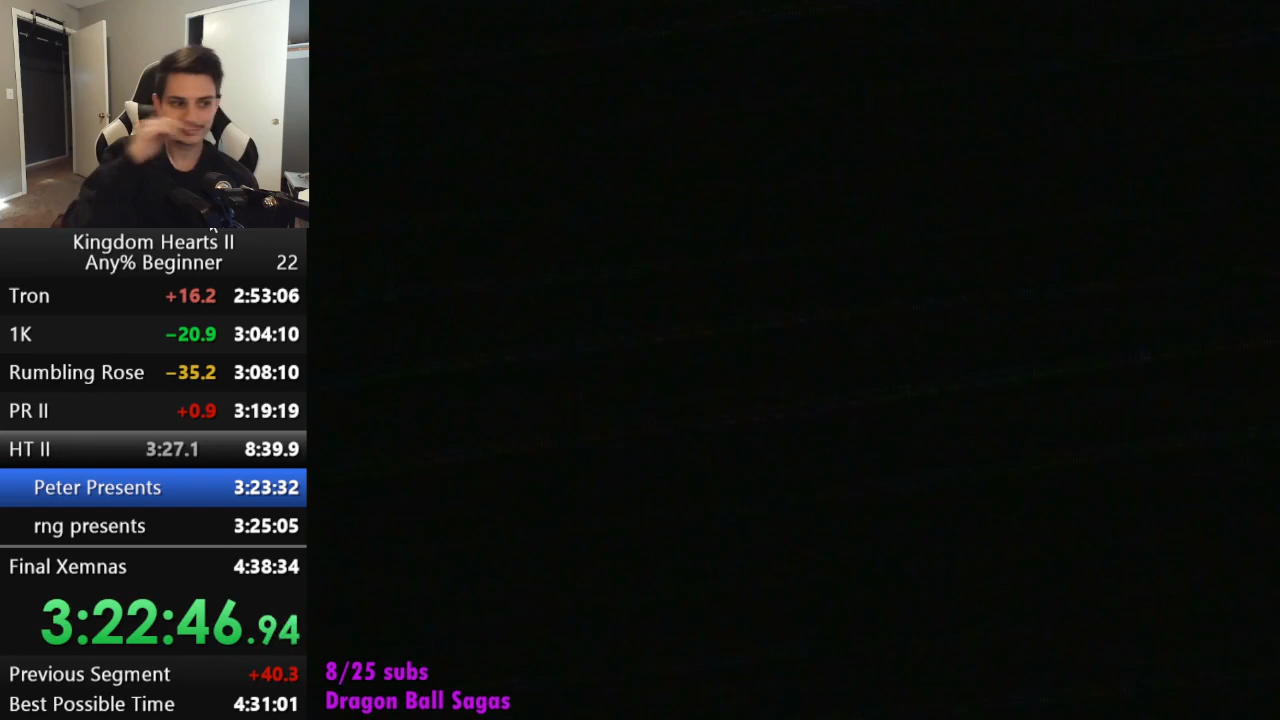 Kingdom Hearts II
Any% Beginner 22
Tron +16.2 2:53:06
1K −20.9 3:04:10
Rumbling Rose −35.2 3:08:10
PR II +0.9 3:19:19
HT II 3:27.1 8:39.9
Peter Presents 3:23:32
rng presents 3:25:05
Final Xemnas 4:38:34
3:22:46.94
Previous Segment +40.3
Best Possible Time 4:31:01
8/25 subs
Dragon Ball Sagas